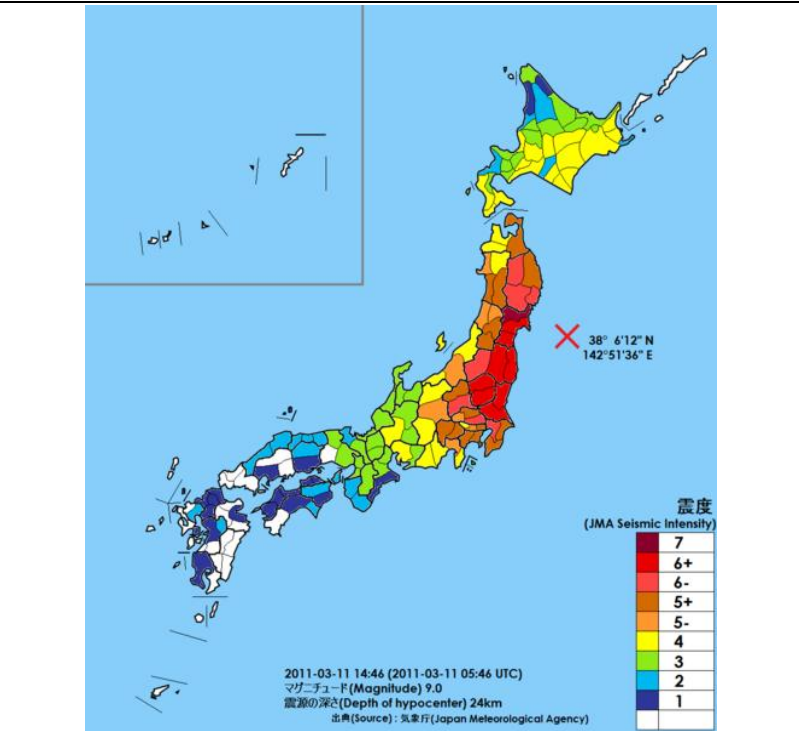 38° 6'12" N
142°51'36" E
震度
(JMA Seismic Intensity)
7
6+
6-
5+
5-
4
3
2
1
2011-03-11 14:46 (2011-03-11 05:46 UTC)
マグニチュード(Magnitude) 9.0
震源の深さ(Depth of hypocenter) 24km
出典(Source) : 気象庁(Japan Meteorological Agency)